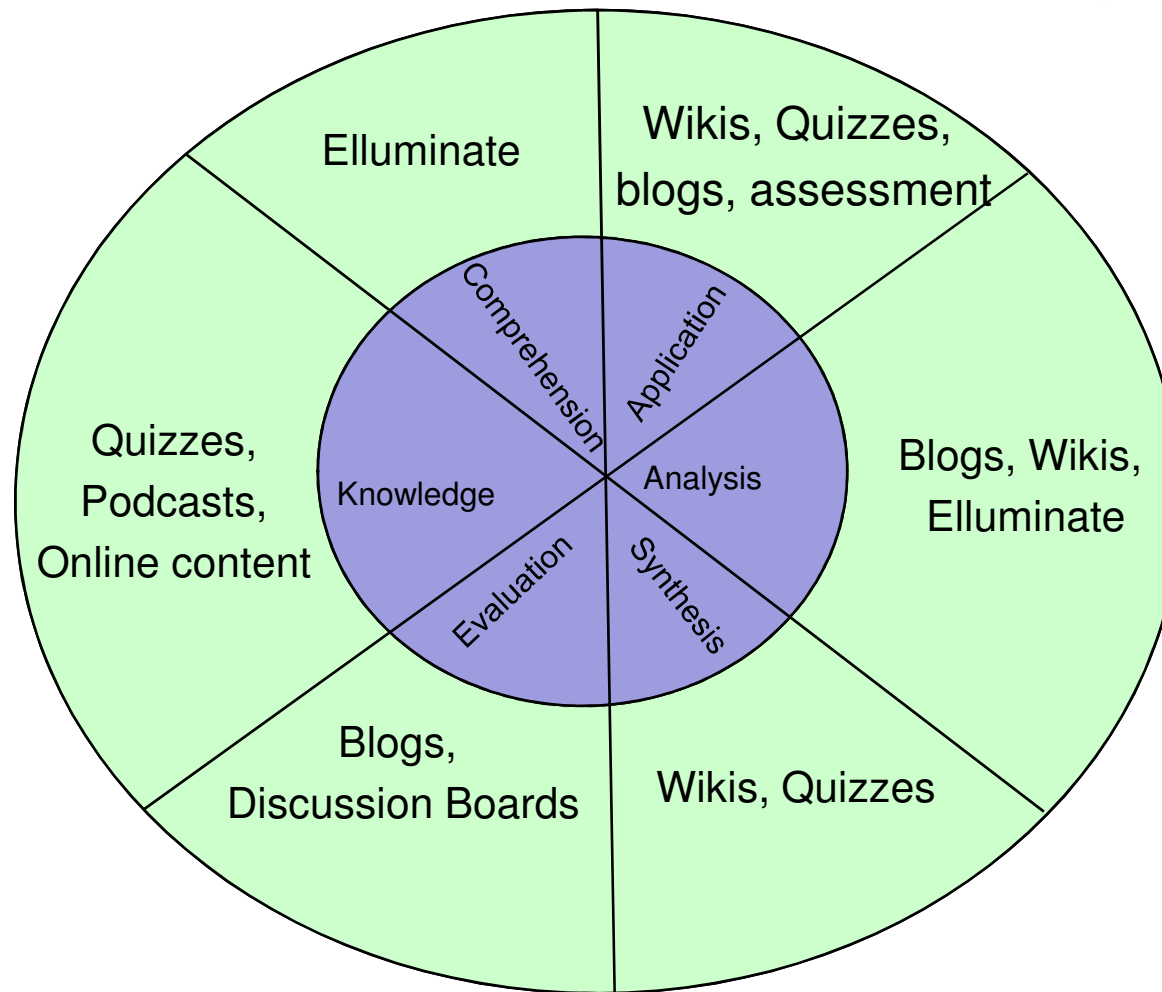 Elluminate
Wikis, Quizzes,
blogs, assessment
Comprehension
Application
Quizzes,
Podcasts,
Online content
Knowledge
Analysis
Blogs, Wikis,
Elluminate
Evaluation
Synthesis
Blogs,
Discussion Boards
Wikis, Quizzes